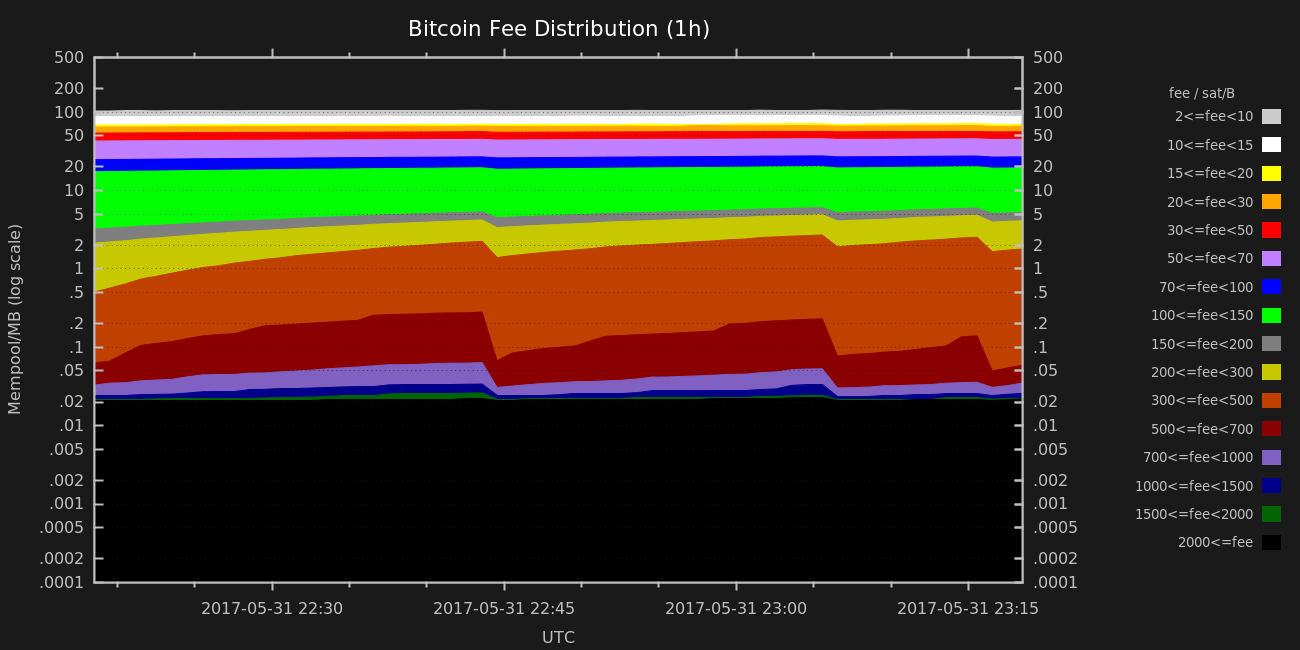 Bitcoin Fee Distribution (1h)
Mempool/MB (log scale)
500
200
100
50
20
10
5
2
1
.5
.2
.1
.05
.02
.01
.005
.002
.001
.0005
.0002
.0001
500
200
100
50
20
10
5
2
1
.5
.2
.1
.05
.02
.01
.005
.002
.001
.0005
.0002
.0001
2017-05-31 22:30
2017-05-31 22:45
2017-05-31 23:00
2017-05-31 23:15
UTC
fee / sat/B
2<=fee<10
10<=fee<15
15<=fee<20
20<=fee<30
30<=fee<50
50<=fee<70
70<=fee<100
100<=fee<150
150<=fee<200
200<=fee<300
300<=fee<500
500<=fee<700
700<=fee<1000
1000<=fee<1500
1500<=fee<2000
2000<=fee